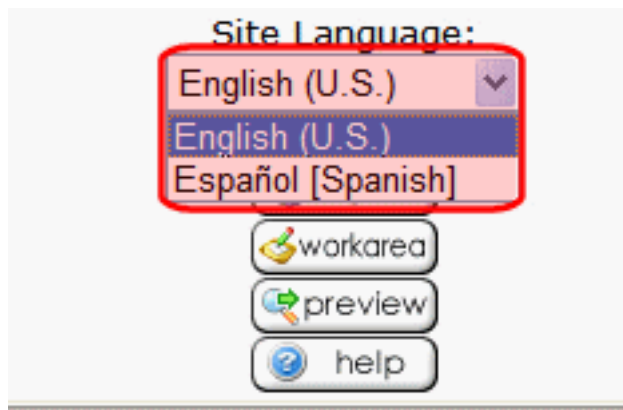 Site Language:
English (U.S.)
English (U.S.)
Español [Spanish]
workarea
preview
help